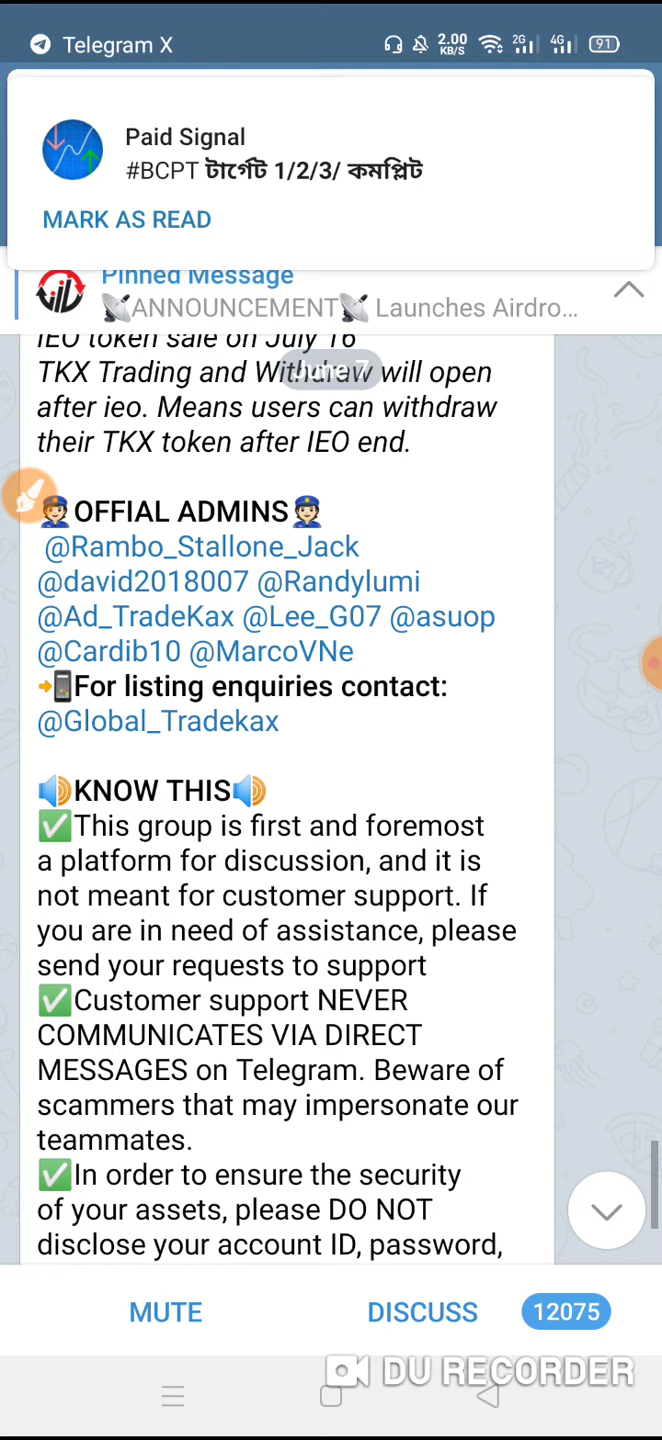 Telegram X
2.00
KB/S
2G
4G
91
Paid Signal
#BCPT টার্গেট 1/2/3/ কমপ্লিট
MARK AS READ
Pinned Message
ANNOUNCEMENT Launches Airdro...
IEO token sale on July 16
June 7
TKX Trading and Withdraw will open
after ieo. Means users can withdraw
their TKX token after IEO end.
OFFIAL ADMINS
@Rambo_Stallone_Jack
@david2018007 @Randylumi
@Ad_TradeKax @Lee_G07 @asuop
@Cardib10 @MarcoVNe
For listing enquiries contact:
@Global_Tradekax
KNOW THIS
This group is first and foremost
a platform for discussion, and it is
not meant for customer support. If
you are in need of assistance, please
send your requests to support
Customer support NEVER
COMMUNICATES VIA DIRECT
MESSAGES on Telegram. Beware of
scammers that may impersonate our
teammates.
In order to ensure the security
of your assets, please DO NOT
disclose your account ID, password,
MUTE
DISCUSS
12075
DU RECORDER